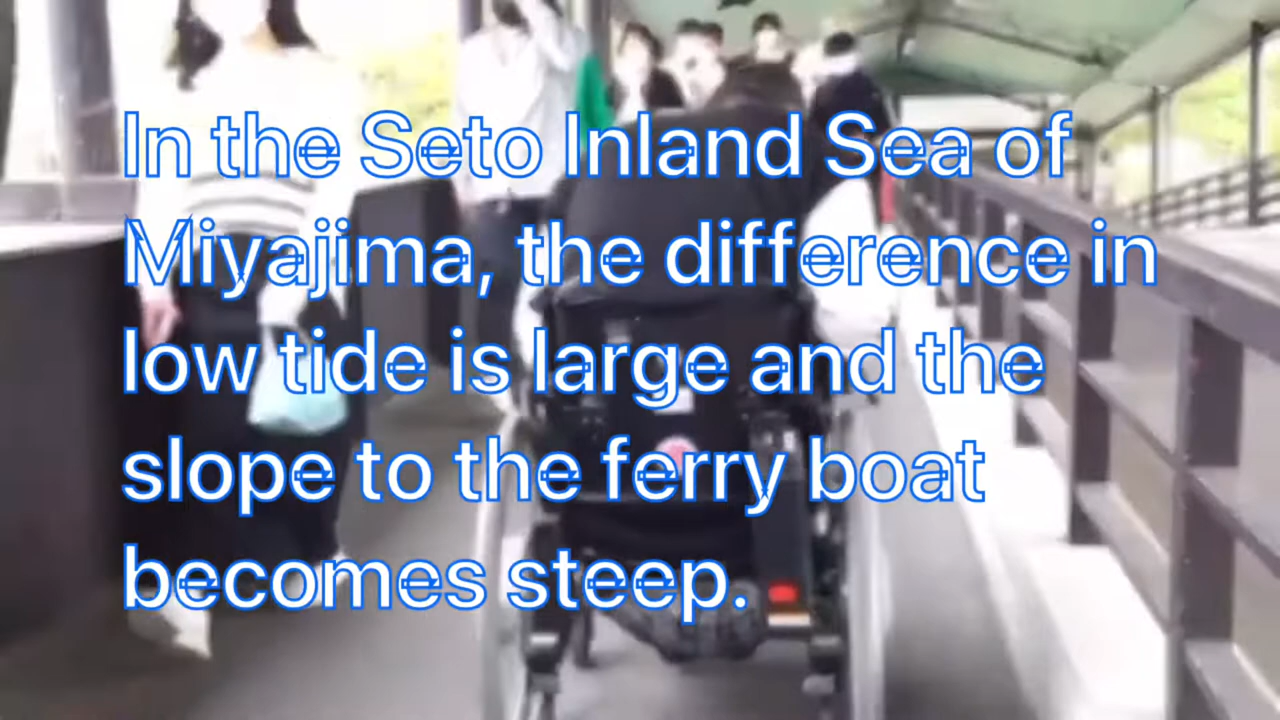 In the Seto Inland Sea of
Miyajima, the difference in
low tide is large and the
slope to the ferry boat
becomes steep.